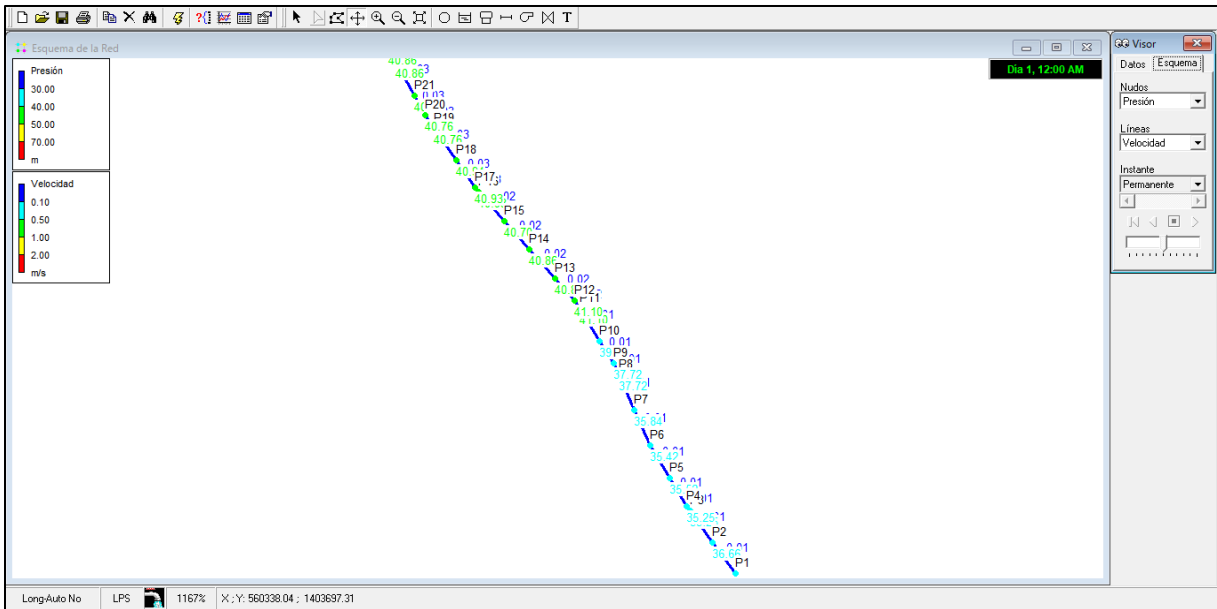 T
Esquema de la Red
Visor
Datos
Esquema
Nudos
Presión
Líneas
Velocidad
Instante
Permanente
Día 1, 12:00 AM
Presión
30.00
40.00
50.00
70.00
m
Velocidad
0.10
0.50
1.00
2.00
m/s
40.86
40.86
P21
0.03
P20
P19
40.76
40.76
P18
0.03
P17
40.93
P15
0.02
40.70
P14
0.02
40.86
P13
0.02
P12
P11
41.10
P10
0.01
P9
P8
37.72
37.72
P7
35.84
P6
35.42
P5
0.01
P4
35.25
P2
0.01
36.66
P1
Long-Auto No
LPS
1167%
X ; Y: 560338.04 ; 1403697.31